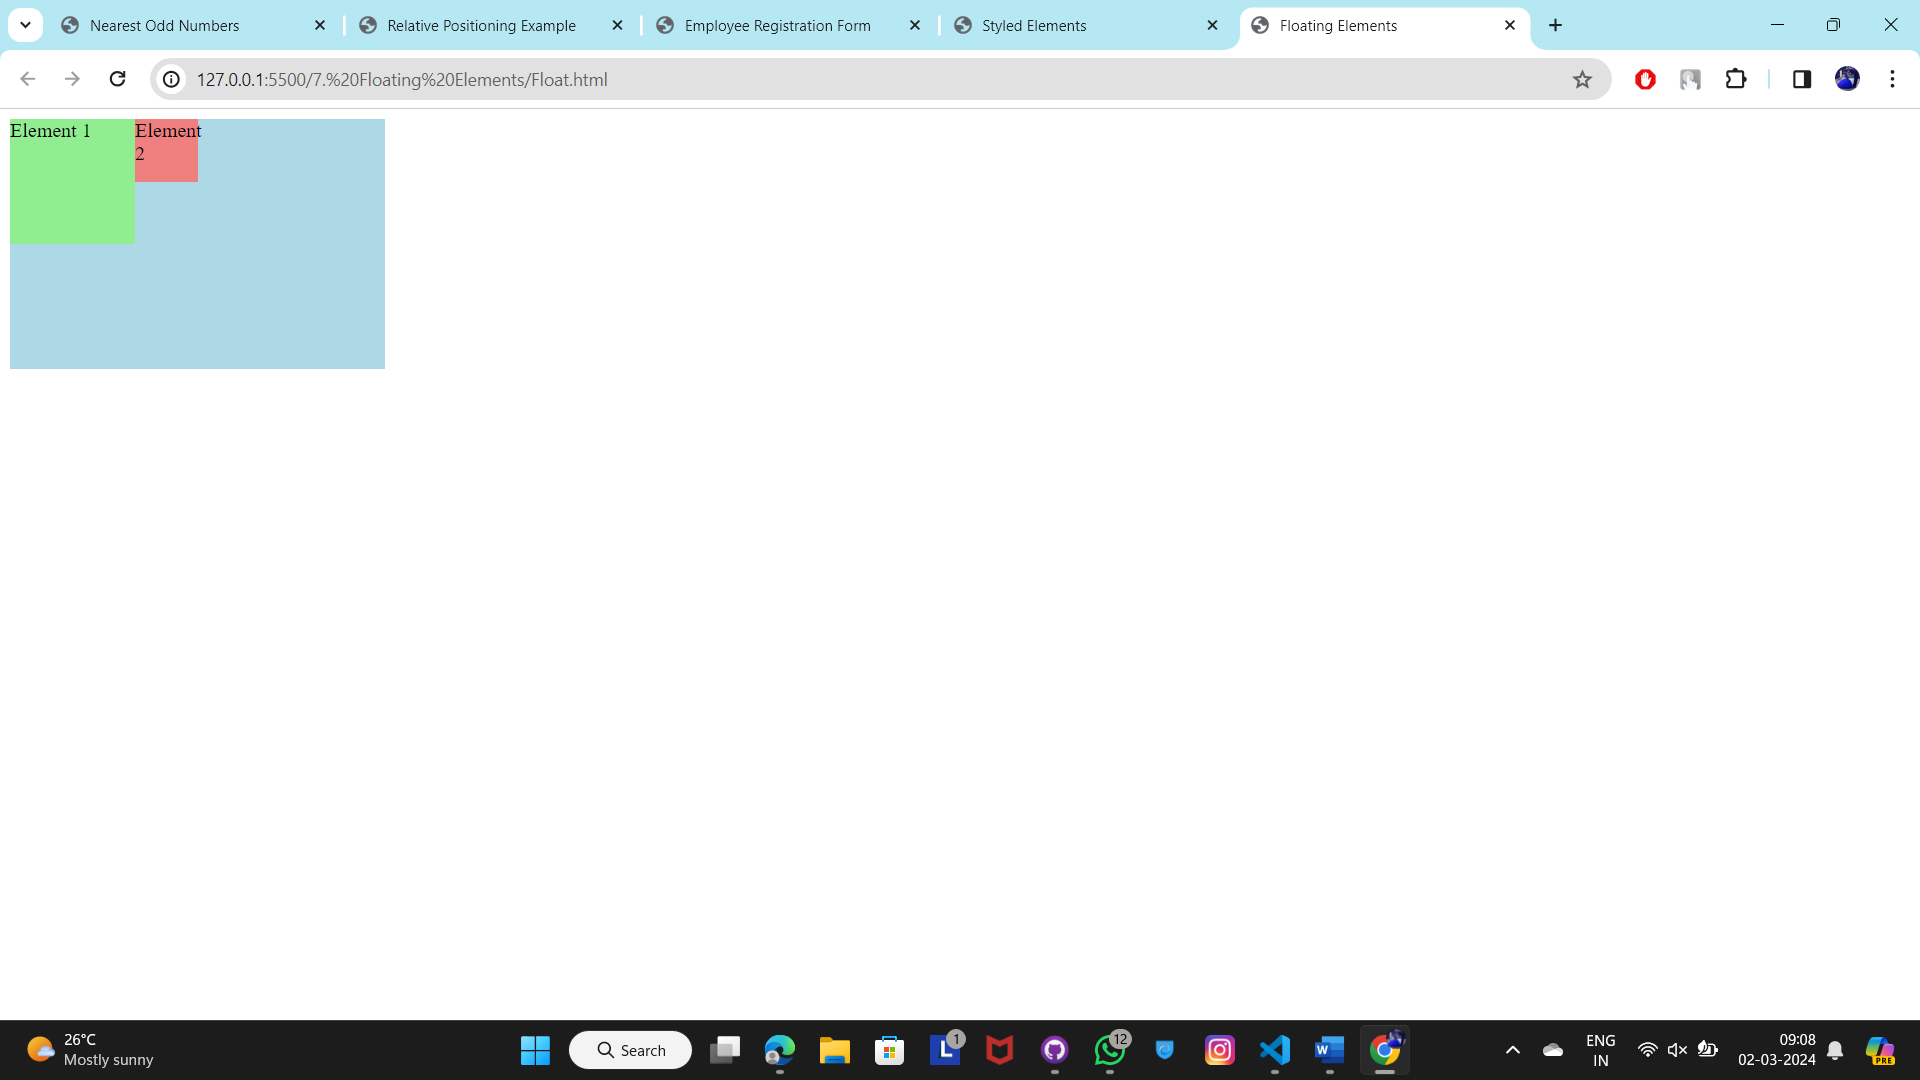 Nearest Odd Numbers
Relative Positioning Example
Employee Registration Form
Styled Elements
Floating Elements
127.0.0.1:5500/7.%20Floating%20Elements/Float.html
Element 1
Element
2
26°C
Mostly sunny
Search
L
1
12
W
PRE
ENG
IN
09:08
02-03-2024